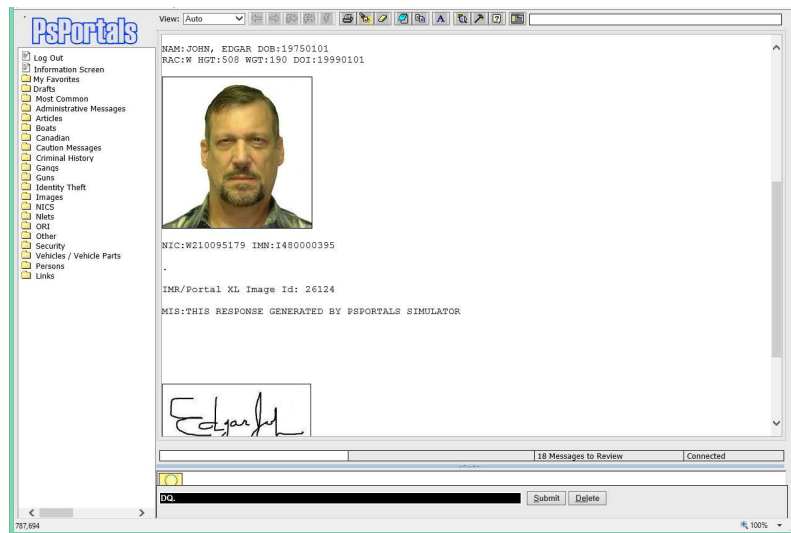 PsPortals
View: Auto
Log Out
Information Screen
My Favorites
Drafts
Most Common
Administrative Messages
Articles
Boats
Canadian
Caution Messages
Criminal History
Gangs
Guns
Identity Theft
Images
NICS
Nlets
ORI
Other
Security
Vehicles / Vehicle Parts
Persons
Links
NAM:JOHN, EDGAR DOB:19750101
RAC:W HGT:508 WGT:190 DOI:19990101
NIC:W210095179 IMN:I480000395
.
IMR/Portal XL Image Id: 26124
MIS:THIS RESPONSE GENERATED BY PSPORTALS SIMULATOR
Edgar Joh
18 Messages to Review
Connected
DQ.
Submit Delete
787,694
100%